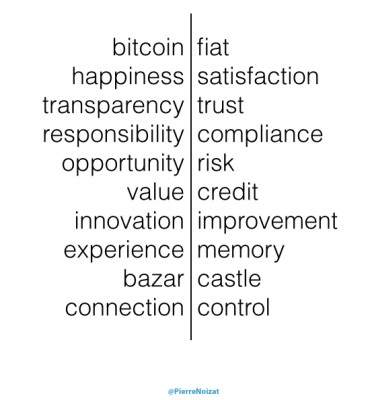 bitcoin fiat
happiness satisfaction
transparency trust
responsibility compliance
opportunity risk
value credit
innovation improvement
experience memory
bazar castle
connection control
@PierreNoizat